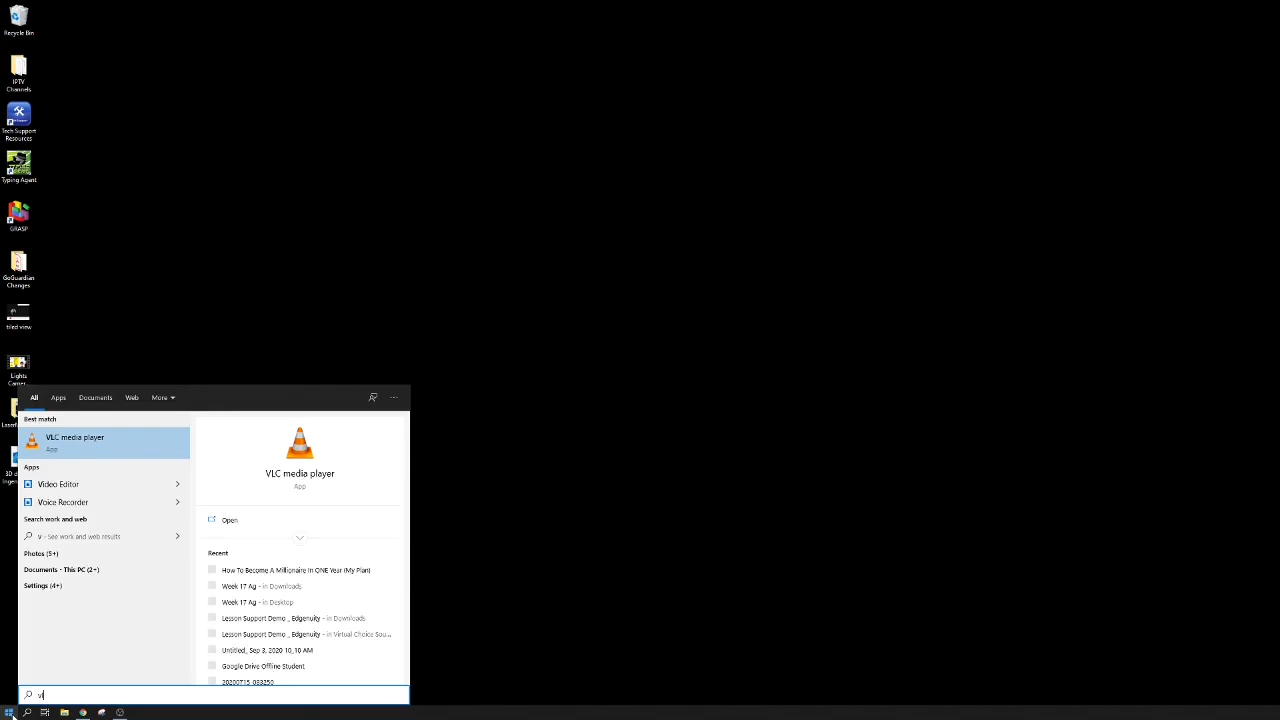 Recycle Bin
IPTV
Channels
Tech Support
Resources
Typing Agent
GRASP
GoGuardian
Changes
tiled view
Lights
Camer...
3D d
Ingen
All
Apps
Documents
Web
More
Best match
VLC media player
App
Apps
Video Editor
Voice Recorder
Search work and web
v - See work and web results
Photos (5+)
Documents - This PC (2+)
Settings (4+)
VLC media player
App
Open
Recent
How To Become A Millionaire In ONE Year (My Plan)
Week 17 Ag - in Downloads
Week 17 Ag - in Desktop
Lesson Support Demo _ Edgenuity - in Downloads
Lesson Support Demo _ Edgenuity - in Virtual Choice Sou...
Untitled_ Sep 3, 2020 10_10 AM
Google Drive Offline Student
20200715_083250
vl